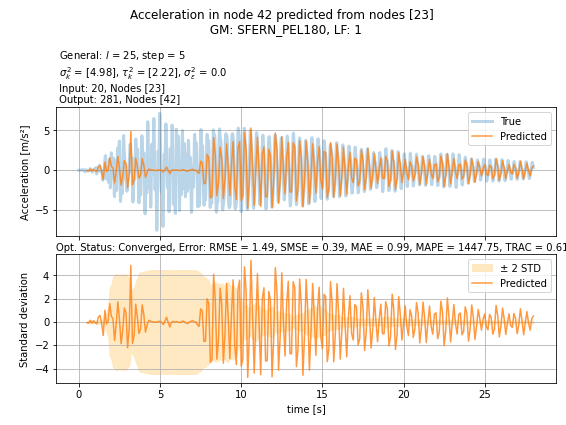 Acceleration in node 42 predicted from nodes [23]
GM: SFERN_PEL180, LF: 1
General: l = 25, step = 5
σ²ₖ = [4.98], τ²ₖ = [2.22], σ²ε = 0.0
Input: 20, Nodes [23]
Output: 281, Nodes [42]
Acceleration [m/s²]
5
0
−5
True
Predicted
Opt. Status: Converged, Error: RMSE = 1.49, SMSE = 0.39, MAE = 0.99, MAPE = 1447.75, TRAC = 0.61
Standard deviation
4
2
0
−2
−4
± 2 STD
Predicted
0 5 10 15 20 25
time [s]